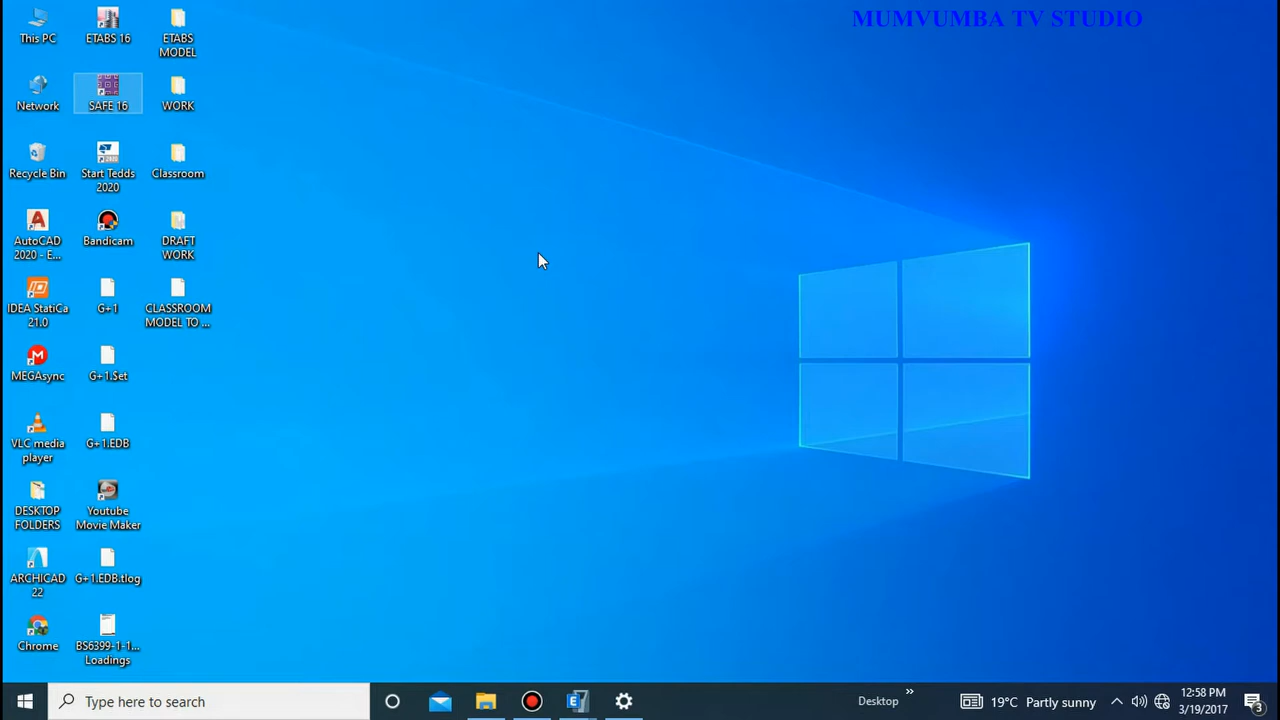 MUMVUMBA TV STUDIO
This PC
ETABS 16
ETABS
MODEL
Network
SAFE 16
WORK
Recycle Bin
Start Tedds
2020
Classroom
AutoCAD
2020 - E...
Bandicam
DRAFT
WORK
IDEA StatiCa
21.0
G+1
CLASSROOM
MODEL TO ...
MEGAsync
G+1.$et
VLC media
player
G+1.EDB
DESKTOP
FOLDERS
Youtube
Movie Maker
ARCHICAD
22
G+1.EDB.tlog
Chrome
BS6399-1-1...
Loadings
Type here to search
Desktop
19°C Partly sunny
12:58 PM
3/19/2017
3